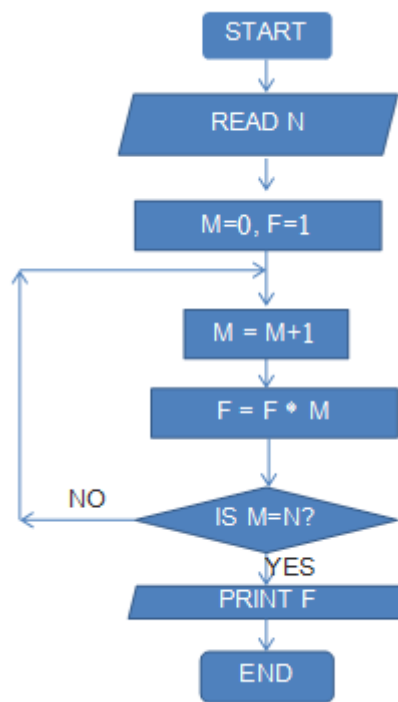 START
READ N
M=0, F=1
M = M+1
F = F * M
NO
IS M=N?
YES
PRINT F
END